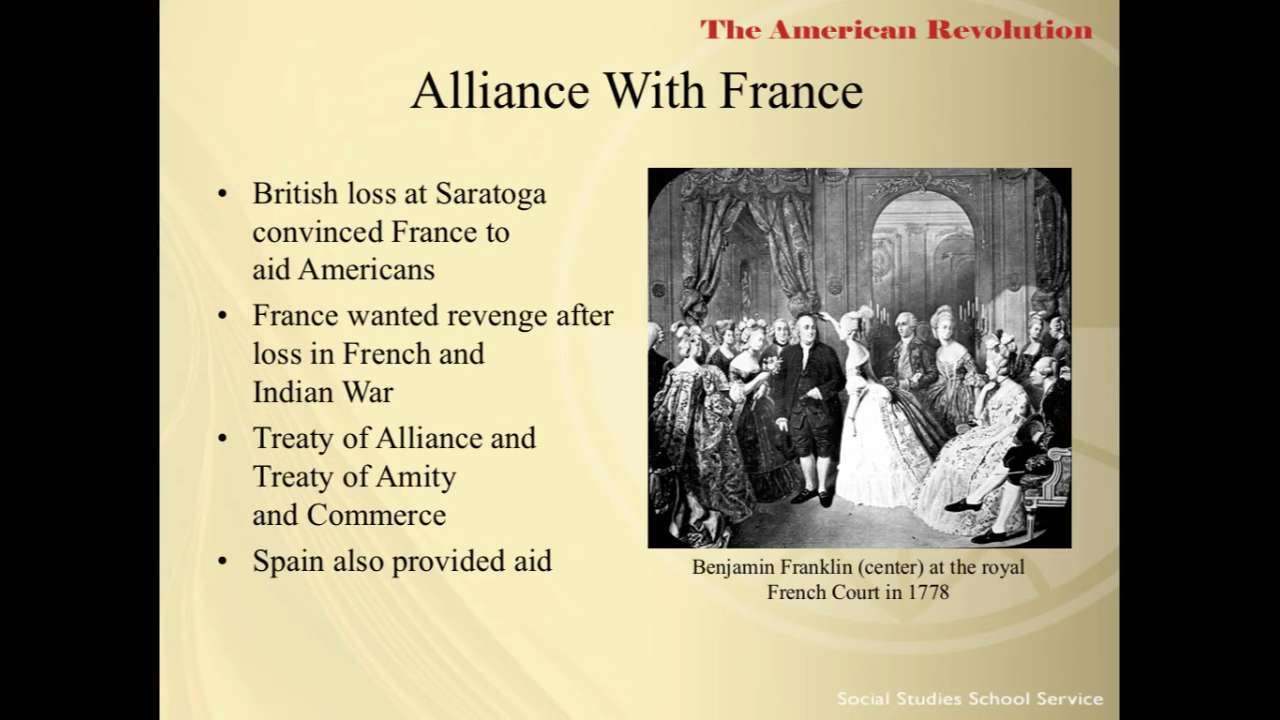 The American Revolution
Alliance With France
• British loss at Saratoga
convinced France to
aid Americans
• France wanted revenge after
loss in French and
Indian War
• Treaty of Alliance and
Treaty of Amity
and Commerce
• Spain also provided aid
Benjamin Franklin (center) at the royal
French Court in 1778
Social Studies School Service